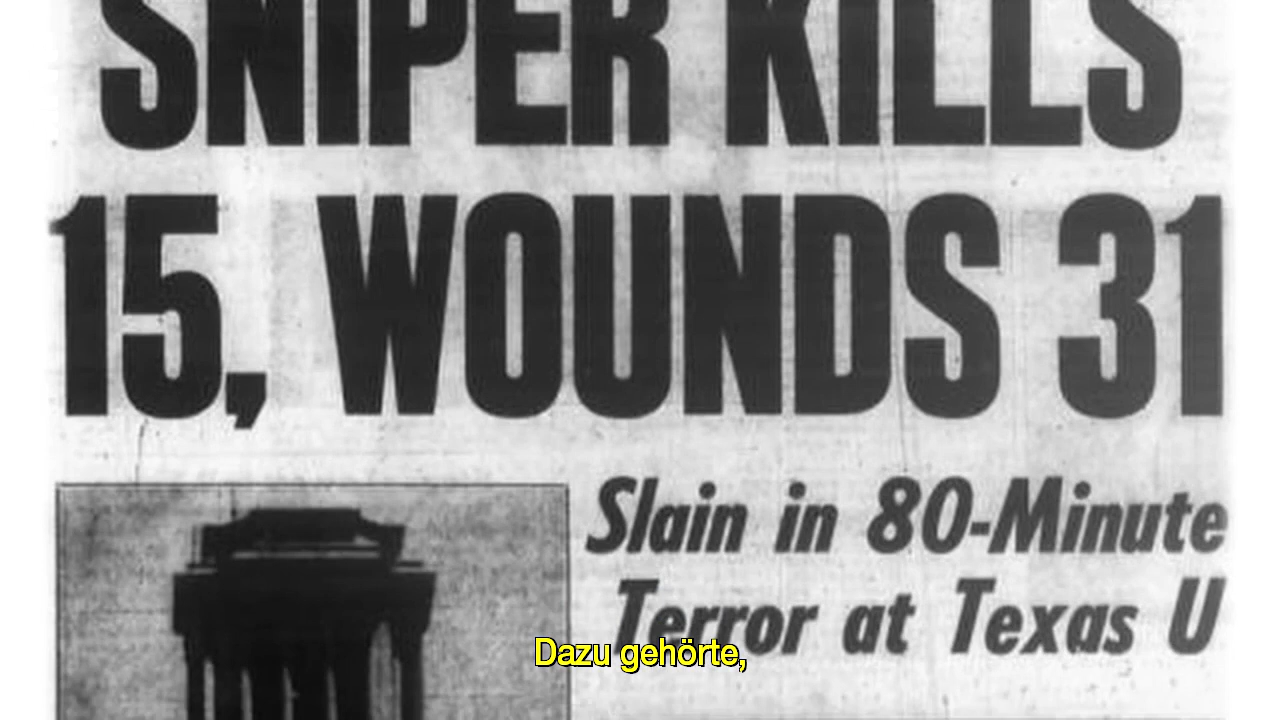 SNIPER KILLS
15, WOUNDS 31
Slain in 80-Minute
Terror at Texas U
Dazu gehörte,